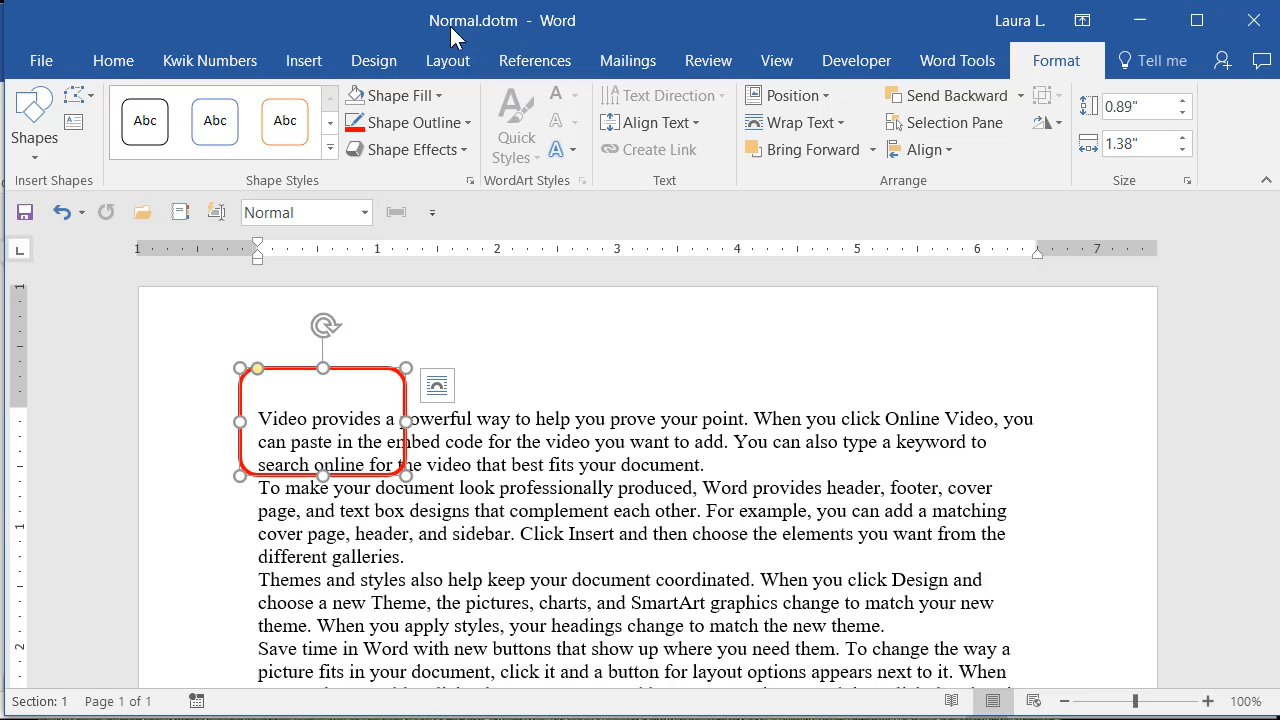 Normal.dotm - Word
Laura L.
File Home Kwik Numbers Insert Design Layout References Mailings Review View Developer Word Tools Format Tell me
Shapes
Insert Shapes
Abc Abc Abc
Shape Fill
Shape Outline
Shape Effects
Shape Styles
A A A
Quick
Styles
WordArt Styles
Text Direction
Align Text
Create Link
Text
Position
Wrap Text
Bring Forward
Send Backward
Selection Pane
Align
Arrange
0.89"
1.38"
Size
Normal
1 1 2 3 4 5 6 7
1
1
2
Video provides a powerful way to help you prove your point. When you click Online Video, you
can paste in the embed code for the video you want to add. You can also type a keyword to
search online for the video that best fits your document.
To make your document look professionally produced, Word provides header, footer, cover
page, and text box designs that complement each other. For example, you can add a matching
cover page, header, and sidebar. Click Insert and then choose the elements you want from the
different galleries.
Themes and styles also help keep your document coordinated. When you click Design and
choose a new Theme, the pictures, charts, and SmartArt graphics change to match your new
theme. When you apply styles, your headings change to match the new theme.
Save time in Word with new buttons that show up where you need them. To change the way a
picture fits in your document, click it and a button for layout options appears next to it. When
Section: 1 Page 1 of 1 100%